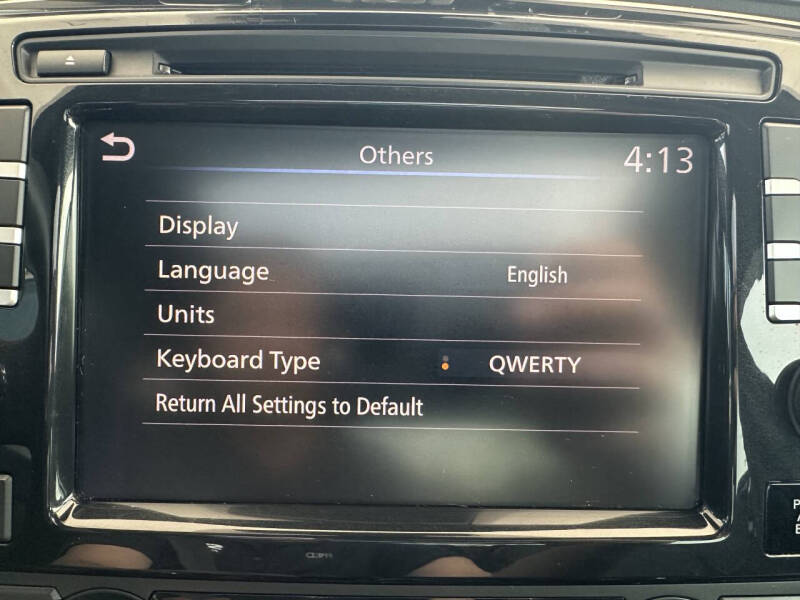 Others 4:13
Display
Language English
Units
Keyboard Type QWERTY
Return All Settings to Default